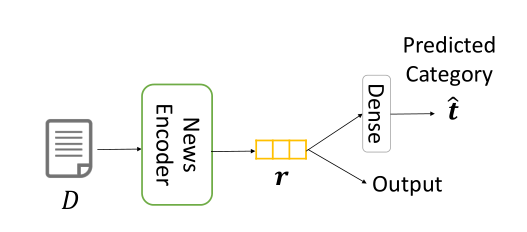 Predicted
Category
t̂
Dense
News
Encoder
r
Output
D